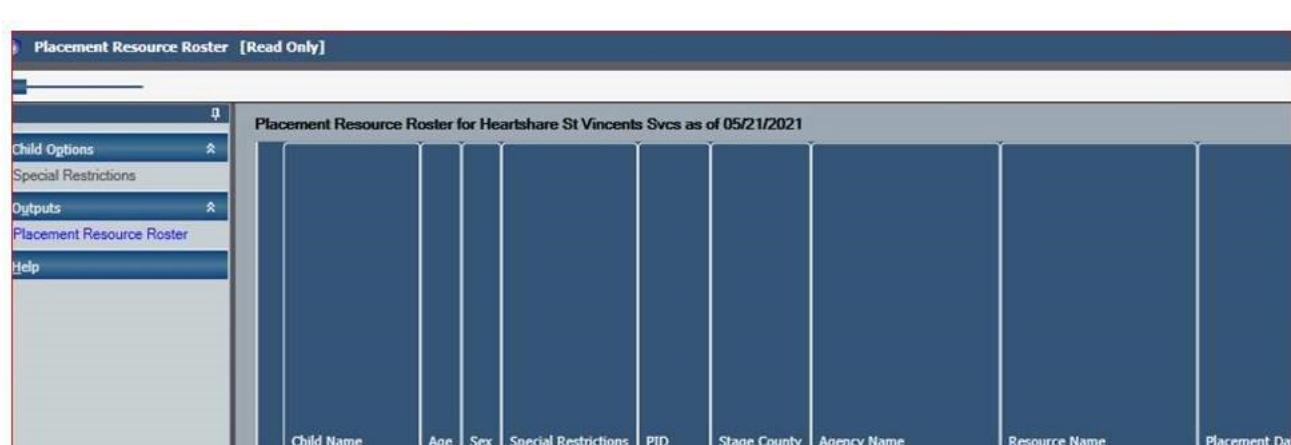 Placement Resource Roster [Read Only]
Placement Resource Roster for Heartshare St Vincents Svcs as of 05/21/2021
Child Options
Special Restrictions
Outputs
Placement Resource Roster
Help
Child Name Age Sex Special Restrictions PID Stage County Agency Name Resource Name Placement Da